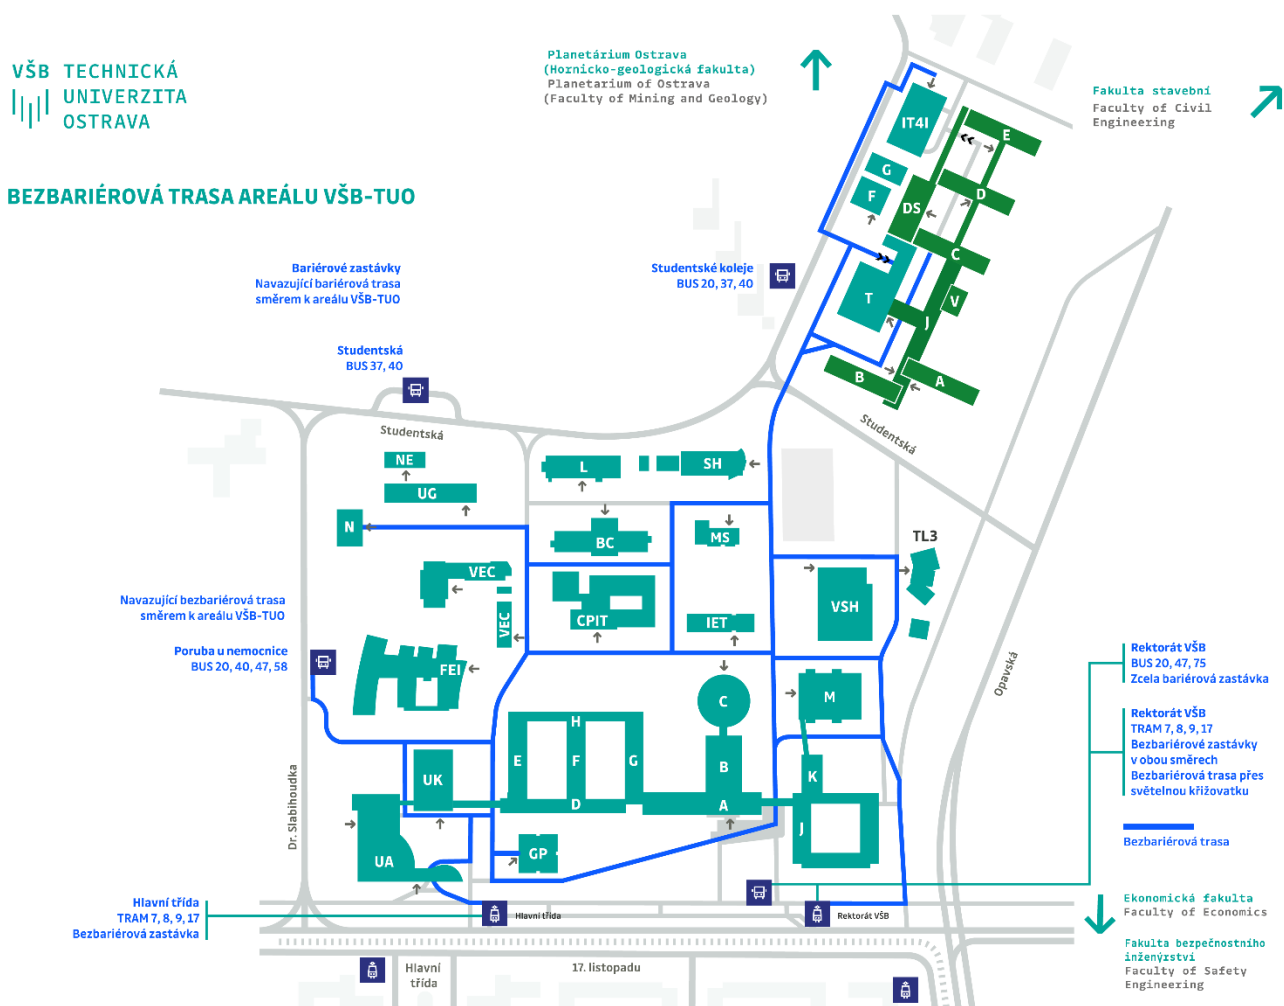 VŠB TECHNICKÁ
UNIVERZITA
OSTRAVA
BEZBARIÉROVÁ TRASA AREÁLU VŠB-TUO
Planetárium Ostrava
(Hornicko-geologická fakulta)
Planetarium of Ostrava
(Faculty of Mining and Geology)
Fakulta stavební
Faculty of Civil
Engineering
IT4I
E
G
F
DS
D
C
T
V
J
B
A
Studentské koleje
BUS 20, 37, 40
Bariérové zastávky
Navazující bariérová trasa
směrem k areálu VŠB-TUO
Studentská
BUS 37, 40
Studentská
Studentská
NE
UG
L
SH
N
BC
MS
TL3
VEC
VEC
CPIT
IET
VSH
Navazující bezbariérová trasa
směrem k areálu VŠB-TUO
Poruba u nemocnice
BUS 20, 40, 47, 58
FEI
C
M
Opavská
Rektorát VŠB
BUS 20, 47, 75
Zcela bariérová zastávka
Rektorát VŠB
TRAM 7, 8, 9, 17
Bezbariérové zastávky
v obou směrech
Bezbariérová trasa přes
světelnou křižovatku
Bezbariérová trasa
H
E
F
G
B
K
UK
D
A
J
Dr. Slabihoudka
UA
GP
Hlavní třída
TRAM 7, 8, 9, 17
Bezbariérová zastávka
Hlavní třída
Rektorát VŠB
Ekonomická fakulta
Faculty of Economics
Fakulta bezpečnostního
inženýrství
Faculty of Safety
Engineering
Hlavní
třída
17. listopadu